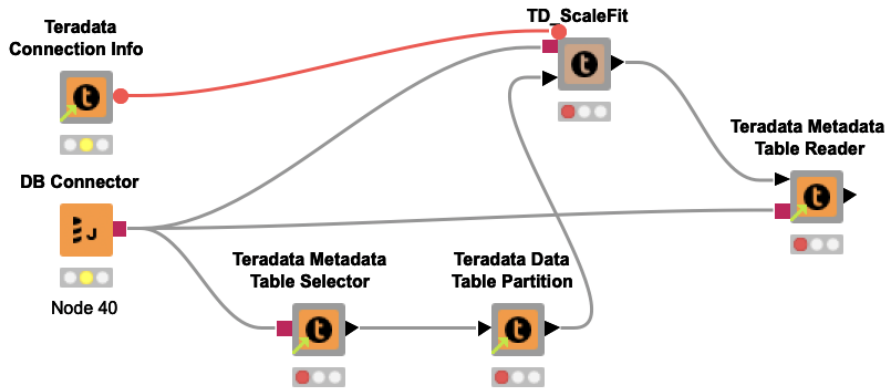 TD_ScaleFit
Teradata
Connection Info
Teradata Metadata
Table Reader
DB Connector
Teradata Metadata
Table Selector
Teradata Data
Table Partition
Node 40